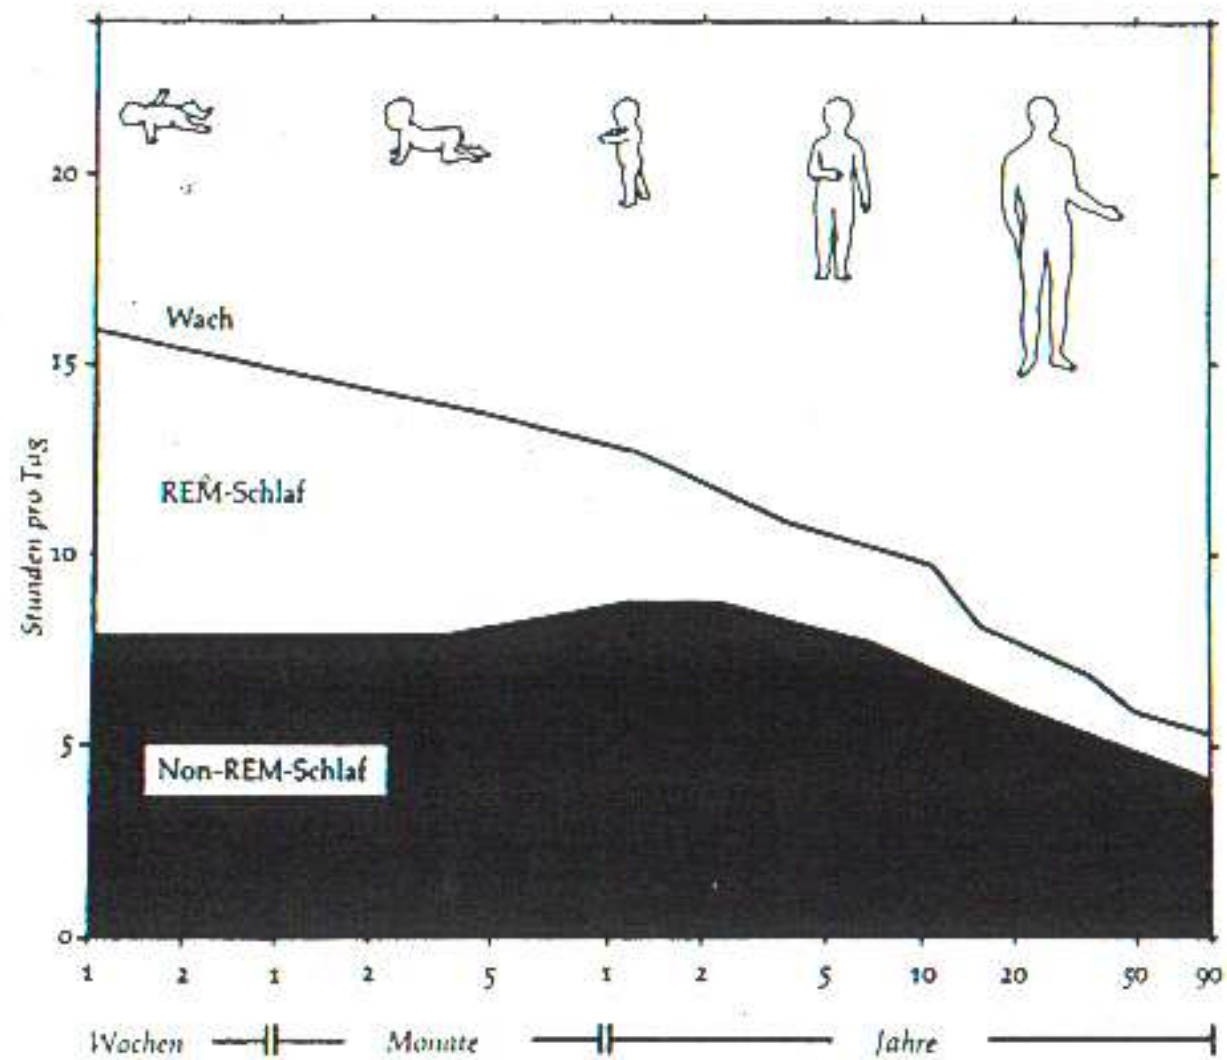 20
Wach
15
REM-Schlaf
Stunden pro Tag
10
5
Non-REM-Schlaf
0
1 2 1 2 5 1 2 5 10 20 50 90
Wochen Monate Jahre